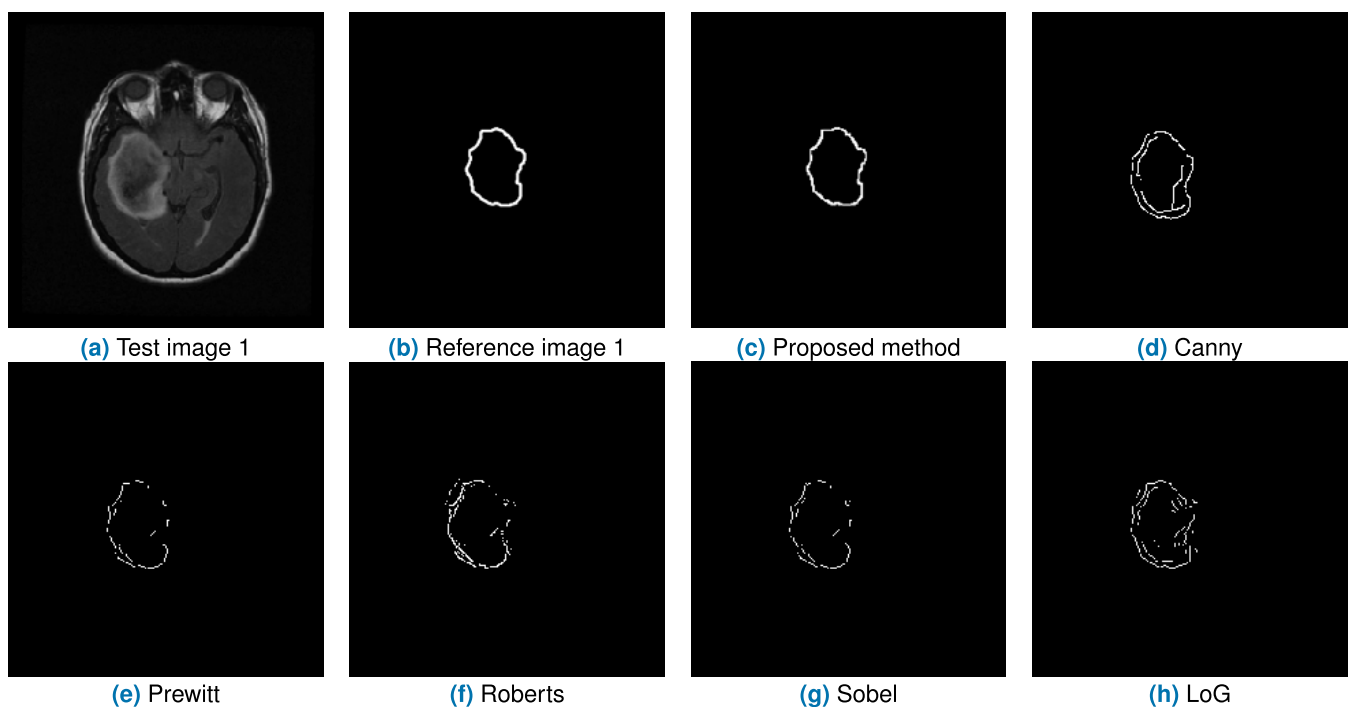 (a) Test image 1
(b) Reference image 1
(c) Proposed method
(d) Canny
(e) Prewitt
(f) Roberts
(g) Sobel
(h) LoG